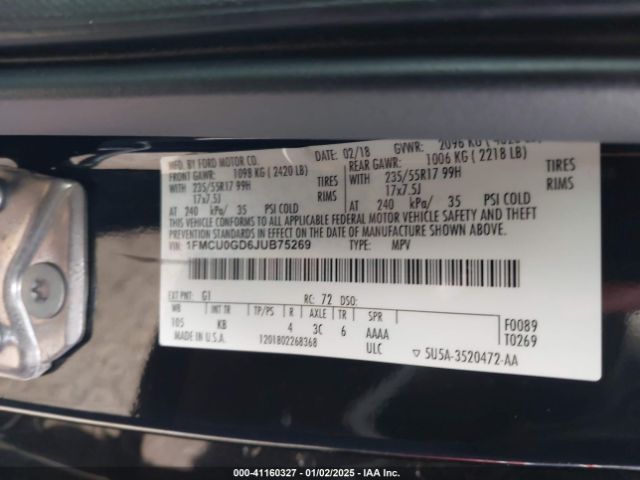 MFD. BY FORD MOTOR CO. DATE: 02/18 GVWR: 2096 KG
FRONT GAWR: 1098 KG (2420 LB) REAR GAWR: 1006 KG (2218 LB)
WITH 235/55R17 99H TIRES WITH 235/55R17 99H TIRES
17x7.5J RIMS 17x7.5J RIMS
AT 240 kPa/ 35 PSI COLD AT 240 kPa/ 35 PSI COLD
THIS VEHICLE CONFORMS TO ALL APPLICABLE FEDERAL MOTOR VEHICLE SAFETY AND THEFT
PREVENTION STANDARDS IN EFFECT ON THE DATE OF MANUFACTURE SHOWN ABOVE.
VIN: 1FMCU0GD6JUB75269 TYPE: MPV
EXT PNT: G1 RC: 72 DSO:
WB INT TR TP/PS R AXLE TR SPR F0089
105 KB 4 3C 6 AAAA T0269
MADE IN U.S.A. 1201802268368 ULC ▽ 5U5A-3520472-AA
000-41160327 - 01/02/2025 - IAA Inc.